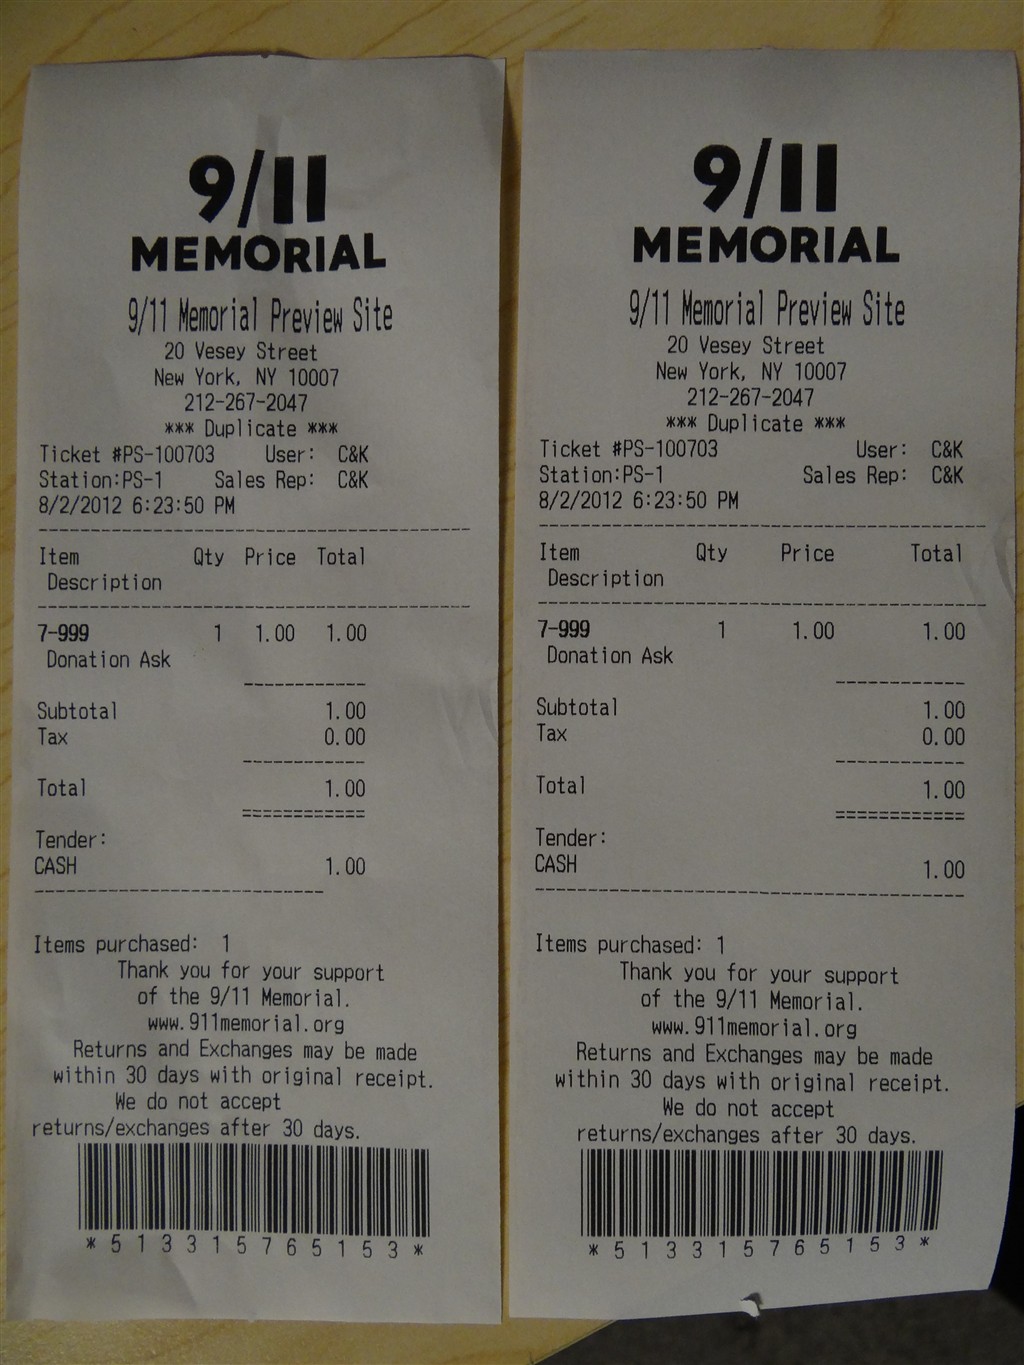 9/11
MEMORIAL
9/11 Memorial Preview Site
20 Vesey Street
New York, NY 10007
212-267-2047
*** Duplicate ***
Ticket #PS-100703 User: C&K
Station:PS-1 Sales Rep: C&K
8/2/2012 6:23:50 PM
Item Qty Price Total
Description
7-999 1 1.00 1.00
Donation Ask
Subtotal 1.00
Tax 0.00
Total 1.00
Tender:
CASH 1.00
Items purchased: 1
Thank you for your support
of the 9/11 Memorial.
www.911memorial.org
Returns and Exchanges may be made
within 30 days with original receipt.
We do not accept
returns/exchanges after 30 days.
*513315765153*
9/11
MEMORIAL
9/11 Memorial Preview Site
20 Vesey Street
New York, NY 10007
212-267-2047
*** Duplicate ***
Ticket #PS-100703 User: C&K
Station:PS-1 Sales Rep: C&K
8/2/2012 6:23:50 PM
Item Qty Price Total
Description
7-999 1 1.00 1.00
Donation Ask
Subtotal 1.00
Tax 0.00
Total 1.00
Tender:
CASH 1.00
Items purchased: 1
Thank you for your support
of the 9/11 Memorial.
www.911memorial.org
Returns and Exchanges may be made
within 30 days with original receipt.
We do not accept
returns/exchanges after 30 days.
*513315765153*